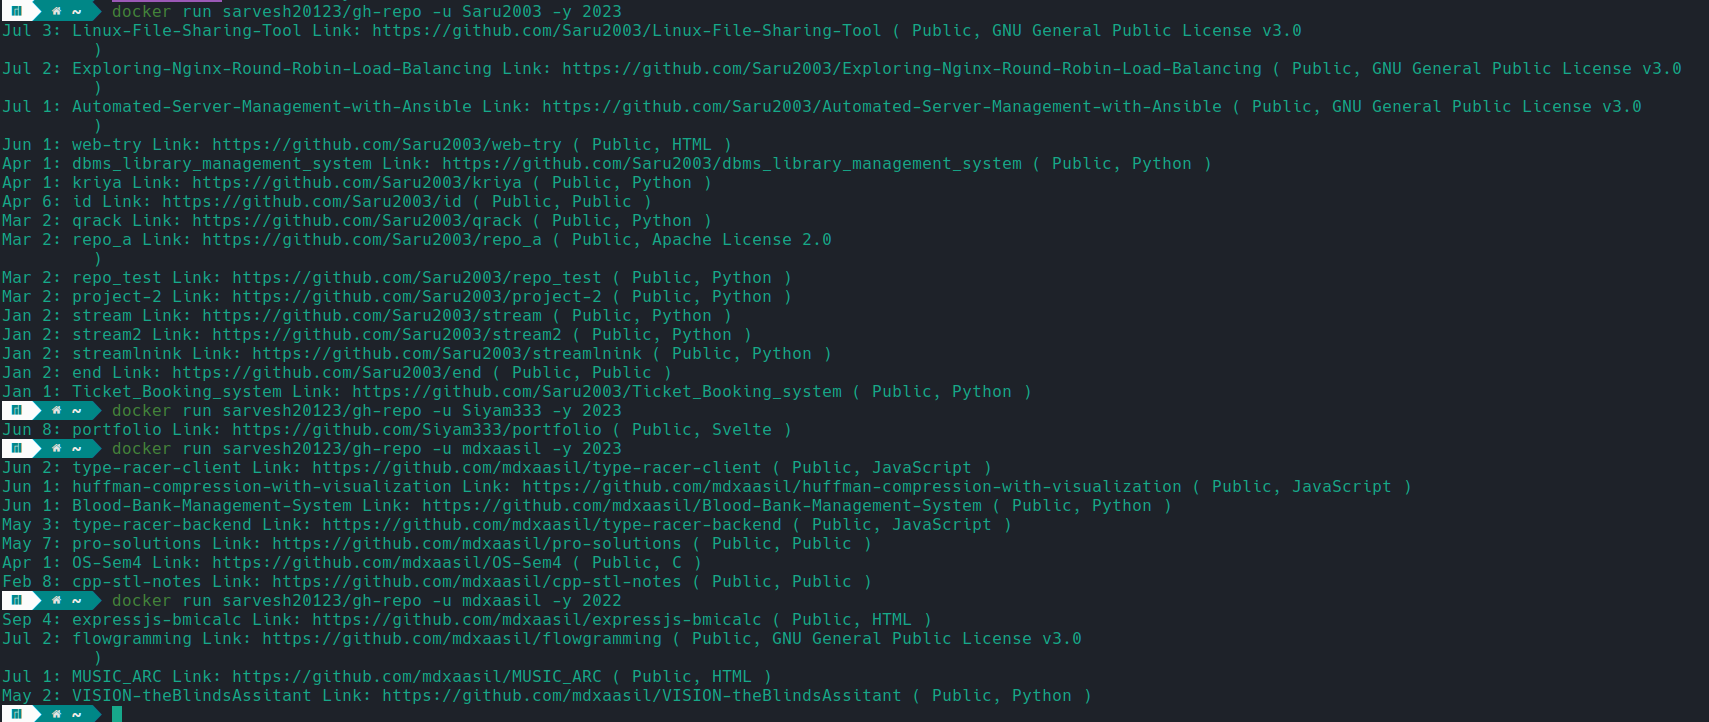 ~ docker run sarvesh20123/gh-repo -u Saru2003 -y 2023
Jul 3: Linux-File-Sharing-Tool Link: https://github.com/Saru2003/Linux-File-Sharing-Tool ( Public, GNU General Public License v3.0
)
Jul 2: Exploring-Nginx-Round-Robin-Load-Balancing Link: https://github.com/Saru2003/Exploring-Nginx-Round-Robin-Load-Balancing ( Public, GNU General Public License v3.0
)
Jul 1: Automated-Server-Management-with-Ansible Link: https://github.com/Saru2003/Automated-Server-Management-with-Ansible ( Public, GNU General Public License v3.0
)
Jun 1: web-try Link: https://github.com/Saru2003/web-try ( Public, HTML )
Apr 1: dbms_library_management_system Link: https://github.com/Saru2003/dbms_library_management_system ( Public, Python )
Apr 1: kriya Link: https://github.com/Saru2003/kriya ( Public, Python )
Apr 6: id Link: https://github.com/Saru2003/id ( Public, Public )
Mar 2: qrack Link: https://github.com/Saru2003/qrack ( Public, Python )
Mar 2: repo_a Link: https://github.com/Saru2003/repo_a ( Public, Apache License 2.0
)
Mar 2: repo_test Link: https://github.com/Saru2003/repo_test ( Public, Python )
Mar 2: project-2 Link: https://github.com/Saru2003/project-2 ( Public, Python )
Jan 2: stream Link: https://github.com/Saru2003/stream ( Public, Python )
Jan 2: stream2 Link: https://github.com/Saru2003/stream2 ( Public, Python )
Jan 2: streamlnink Link: https://github.com/Saru2003/streamlnink ( Public, Python )
Jan 2: end Link: https://github.com/Saru2003/end ( Public, Public )
Jan 1: Ticket_Booking_system Link: https://github.com/Saru2003/Ticket_Booking_system ( Public, Python )
~ docker run sarvesh20123/gh-repo -u Siyam333 -y 2023
Jun 8: portfolio Link: https://github.com/Siyam333/portfolio ( Public, Svelte )
~ docker run sarvesh20123/gh-repo -u mdxaasil -y 2023
Jun 2: type-racer-client Link: https://github.com/mdxaasil/type-racer-client ( Public, JavaScript )
Jun 1: huffman-compression-with-visualization Link: https://github.com/mdxaasil/huffman-compression-with-visualization ( Public, JavaScript )
Jun 1: Blood-Bank-Management-System Link: https://github.com/mdxaasil/Blood-Bank-Management-System ( Public, Python )
May 3: type-racer-backend Link: https://github.com/mdxaasil/type-racer-backend ( Public, JavaScript )
May 7: pro-solutions Link: https://github.com/mdxaasil/pro-solutions ( Public, Public )
Apr 1: OS-Sem4 Link: https://github.com/mdxaasil/OS-Sem4 ( Public, C )
Feb 8: cpp-stl-notes Link: https://github.com/mdxaasil/cpp-stl-notes ( Public, Public )
~ docker run sarvesh20123/gh-repo -u mdxaasil -y 2022
Sep 4: expressjs-bmicalc Link: https://github.com/mdxaasil/expressjs-bmicalc ( Public, HTML )
Jul 2: flowgramming Link: https://github.com/mdxaasil/flowgramming ( Public, GNU General Public License v3.0
)
Jul 1: MUSIC_ARC Link: https://github.com/mdxaasil/MUSIC_ARC ( Public, HTML )
May 2: VISION-theBlindsAssitant Link: https://github.com/mdxaasil/VISION-theBlindsAssitant ( Public, Python )
~